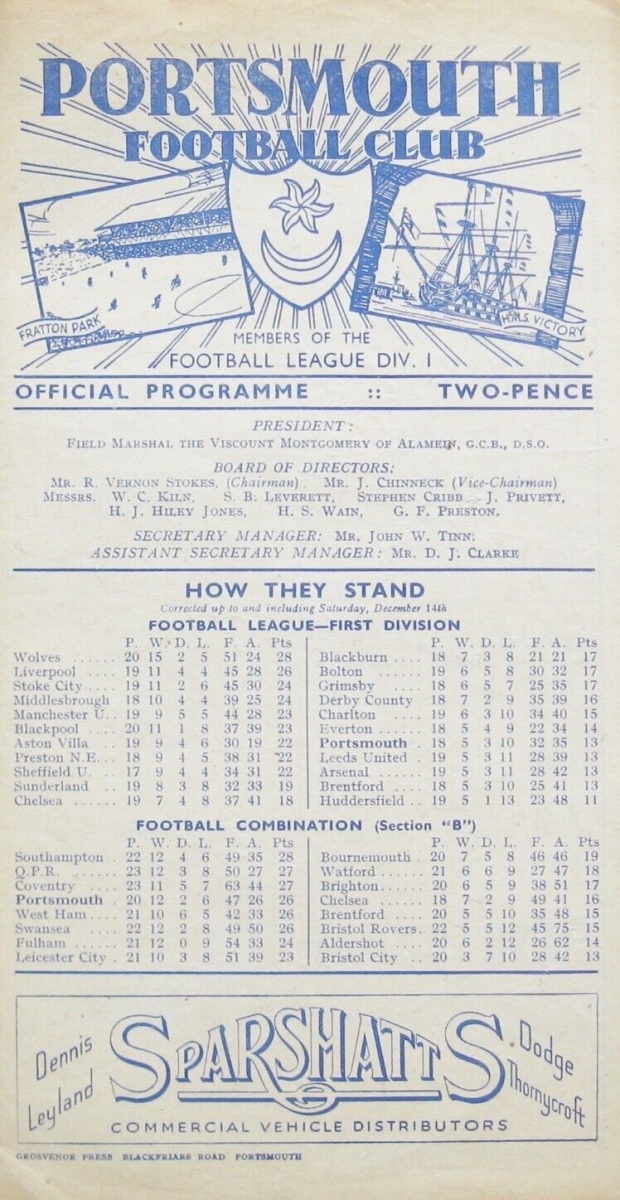 PORTSMOUTH
FOOTBALL CLUB
FRATTON PARK
H.M.S. VICTORY
MEMBERS OF THE
FOOTBALL LEAGUE DIV. 1
OFFICIAL PROGRAMME :: TWO-PENCE
PRESIDENT:
FIELD MARSHAL THE VISCOUNT MONTGOMERY OF ALAMEIN, G.C.B., D.S.O.
BOARD OF DIRECTORS:
MR. R. VERNON STOKES, (Chairman) MR. J. CHINNECK (Vice-Chairman)
MESSRS. W. C. KILN, S. B. LEVERETT, STEPHEN CRIBB J. PRIVETT,
H. J. HILEY JONES, H. S. WAIN, G. F. PRESTON.
SECRETARY MANAGER: MR. JOHN W. TINN.
ASSISTANT SECRETARY MANAGER: MR. D. J. CLARKE
HOW THEY STAND
Corrected up to and including Saturday, December 14th
FOOTBALL LEAGUE—FIRST DIVISION
P. W. D. L. F. A. Pts
Wolves ...... 20 15 2 5 51 24 28
Liverpool .... 19 11 4 4 45 28 26
Stoke City.... 19 11 2 6 45 30 24
Middlesbrough 18 10 4 4 39 25 24
Manchester U.. 19 9 5 5 44 28 23
Blackpool .... 20 11 1 8 37 39 23
Aston Villa .. 19 9 4 6 30 19 22
Preston N.E... 18 9 4 5 38 31 22
Sheffield U. . 17 9 4 4 34 31 22
Sunderland .. 19 8 3 8 32 33 19
Chelsea ...... 19 7 4 8 37 41 18
P. W. D. L. F. A. Pts
Blackburn .... 18 7 3 8 21 21 17
Bolton ...... 19 6 5 8 30 32 17
Grimsby .... 18 6 5 7 25 35 17
Derby County 18 7 2 9 35 39 16
Charlton .... 19 6 3 10 34 40 15
Everton ...... 18 5 4 9 22 34 14
Portsmouth . 18 5 3 10 32 35 13
Leeds United . 19 5 3 11 28 39 13
Arsenal ...... 19 5 3 11 28 42 13
Brentford .... 18 5 3 10 25 41 13
Huddersfield .. 19 5 1 13 23 48 11
FOOTBALL COMBINATION (Section "B")
P. W. D. L. F. A. Pts
Southampton . 22 12 4 6 49 35 28
Q.P.R. ...... 23 12 3 8 50 27 27
Coventry .... 23 11 5 7 63 44 27
Portsmouth . 20 12 2 6 47 26 26
West Ham .... 21 10 6 5 42 33 26
Swansea .... 22 12 2 8 49 50 26
Fulham ...... 21 12 0 9 54 33 24
Leicester City . 21 10 3 8 51 39 23
P. W. D. L. F. A. Pts
Bournemouth . 20 7 5 8 46 46 19
Watford ...... 21 6 6 9 27 47 18
Brighton...... 20 6 5 9 38 51 17
Chelsea ...... 18 7 2 9 49 41 16
Brentford .... 20 5 5 10 35 48 15
Bristol Rovers. 22 5 5 12 45 75 15
Aldershot .... 20 6 2 12 26 62 14
Bristol City .. 20 3 7 10 28 42 13
Dennis
Leyland
SPARSHATTS
Dodge
Thornycroft
COMMERCIAL VEHICLE DISTRIBUTORS
GROSVENOR PRESS BLACKFRIARS ROAD PORTSMOUTH